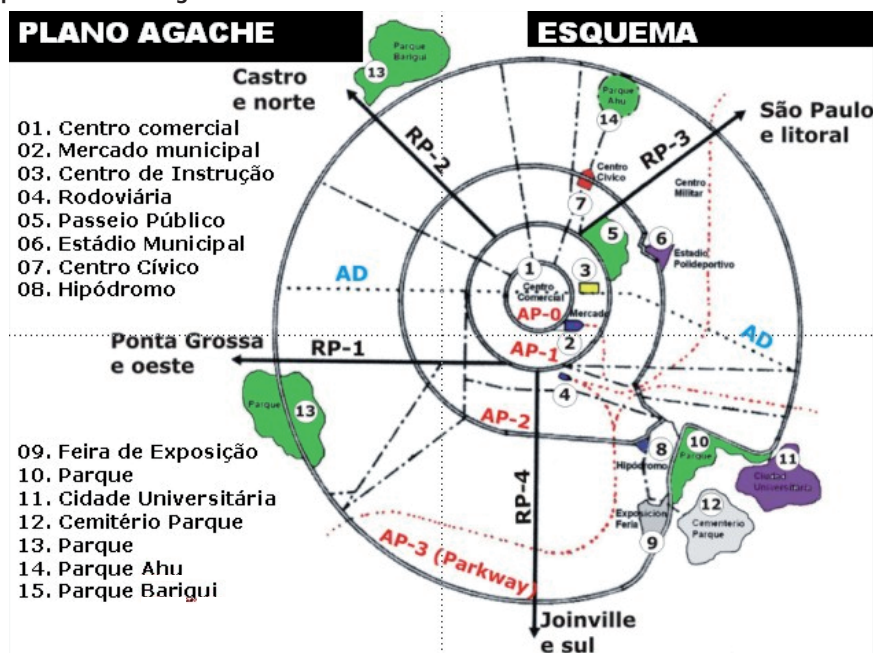 PLANO AGACHE
ESQUEMA
Parque
Barigui
13
Castro
e norte
São Paulo
e litoral
01. Centro comercial
02. Mercado municipal
03. Centro de Instrução
04. Rodoviária
05. Passeio Público
06. Estádio Municipal
07. Centro Cívico
08. Hipódromo
RP-2
Parque
Ahu
14
RP-3
Centro
Cívico
7
Centro
Militar
5
6
Estadio
Polideportivo
1
3
Centro
Comercial
AD
AP-0
Mercado
2
AD
AP-1
Ponta Grossa
e oeste
RP-1
4
Parque
13
AP-2
RP-4
8
Hipódromo
10
Parque
11
Ciudad
Universitária
12
Cementerio
Parque
Exposicion
Feria
9
AP-3 (Parkway)
09. Feira de Exposição
10. Parque
11. Cidade Universitária
12. Cemitério Parque
13. Parque
14. Parque Ahu
15. Parque Barigui
Joinville
e sul